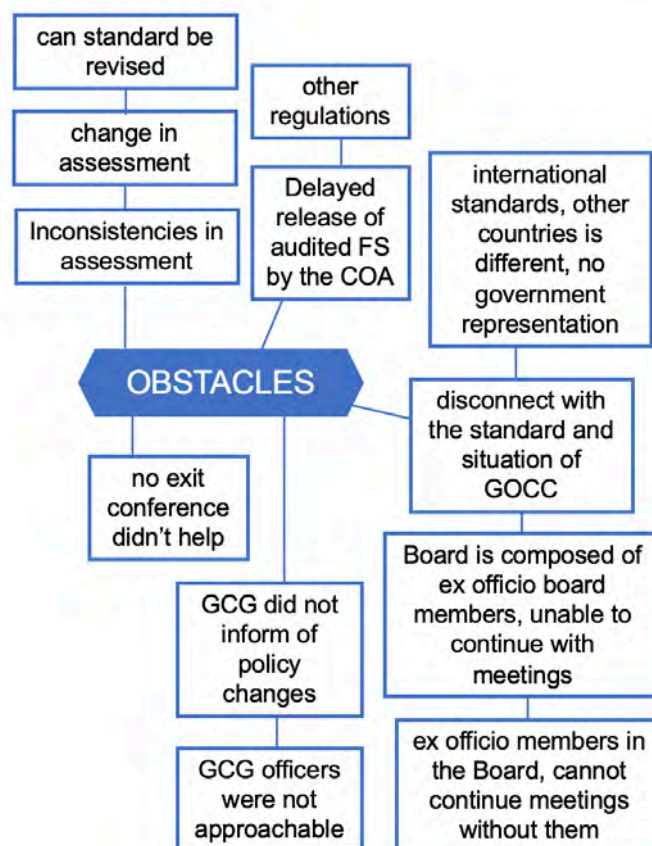 can standard be
revised
change in
assessment
Inconsistencies in
assessment
other
regulations
Delayed
release of
audited FS
by the COA
international
standards, other
countries is
different, no
government
representation
OBSTACLES
disconnect with
the standard and
situation of
GOCC
no exit
conference
didn't help
Board is composed of
ex officio board
members, unable to
continue with
meetings
GCG did not
inform of
policy
changes
GCG officers
were not
approachable
ex officio members in
the Board, cannot
continue meetings
without them